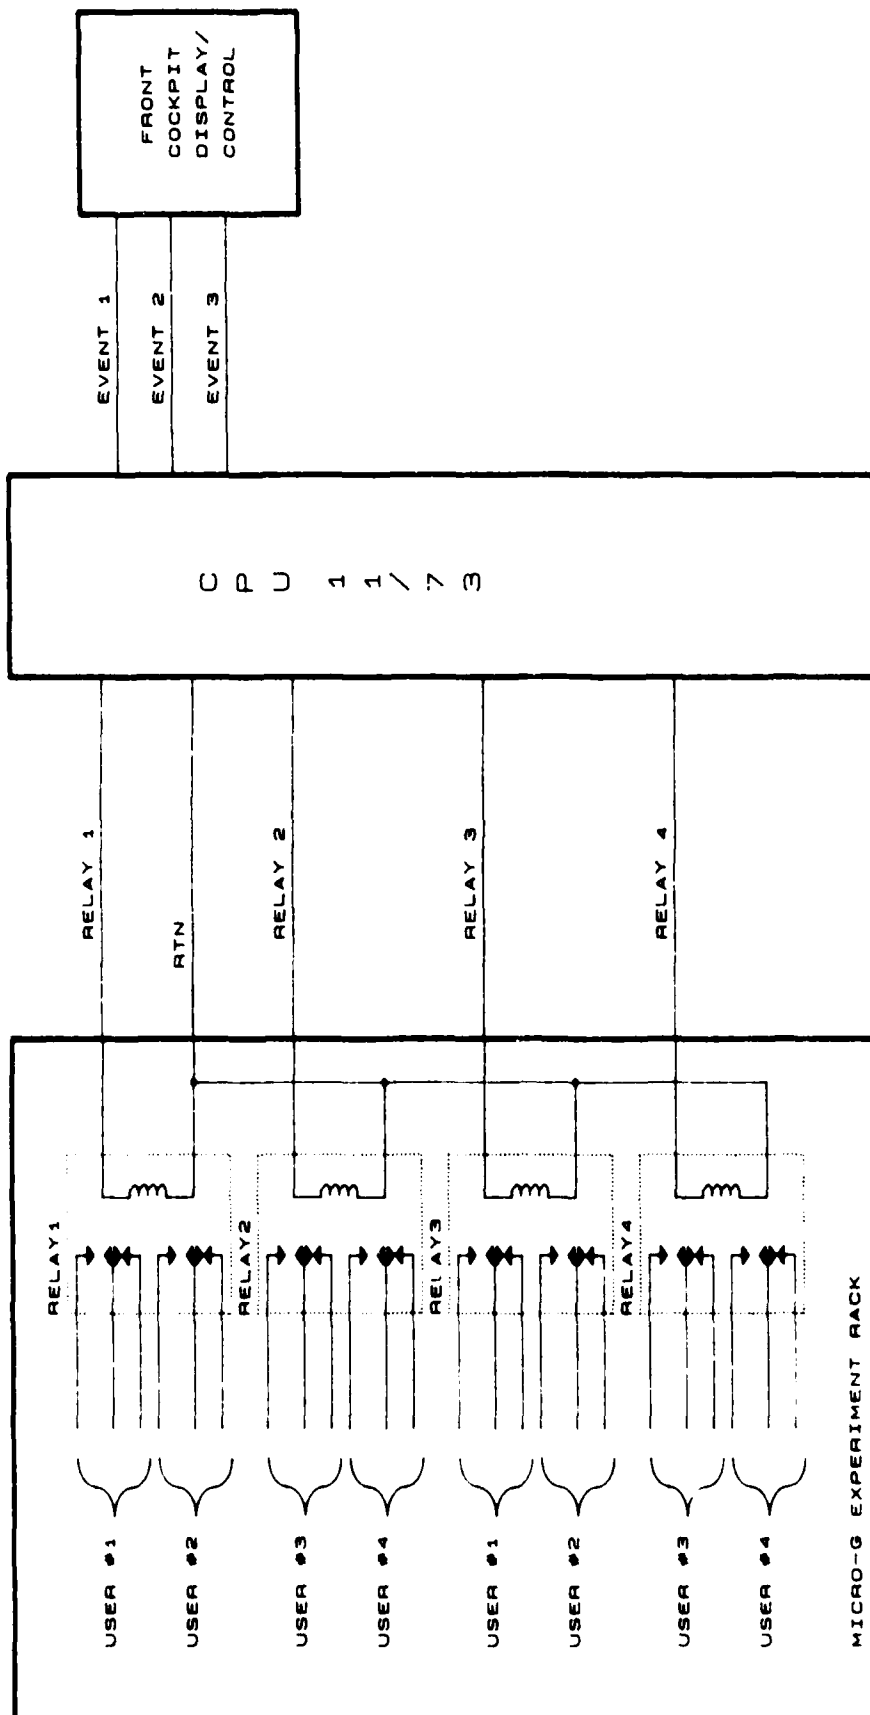 FRONT
COCKPIT
DISPLAY/
CONTROL
EVENT 1
EVENT 2
EVENT 3
CPU 11/73
RELAY 1
RTN
RELAY 2
RELAY 3
RELAY 4
RELAY1
RELAY2
RELAY3
RELAY4
USER #1
USER #2
USER #3
USER #4
USER #1
USER #2
USER #3
USER #4
MICRO-G EXPERIMENT RACK